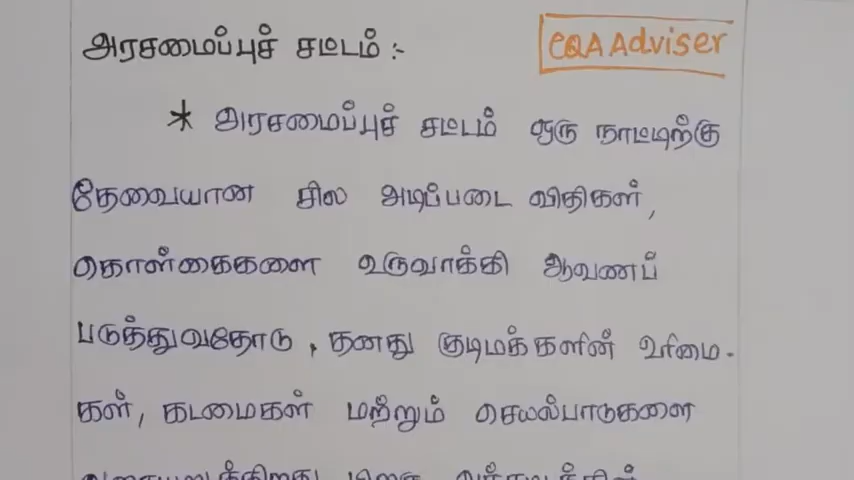 அரசமைப்புச் சட்டம் :-
CQA Adviser
* அரசமைப்புச் சட்டம் ஒரு நாட்டிற்கு
தேவையான சில அடிப்படை விதிகள்,
கொள்கைகளை உருவாக்கி ஆவணப்
படுத்துவதோடு, தனது குடிமக்களின் உரிமை-
கள், கடமைகள் மற்றும் செயல்பாடுகளை